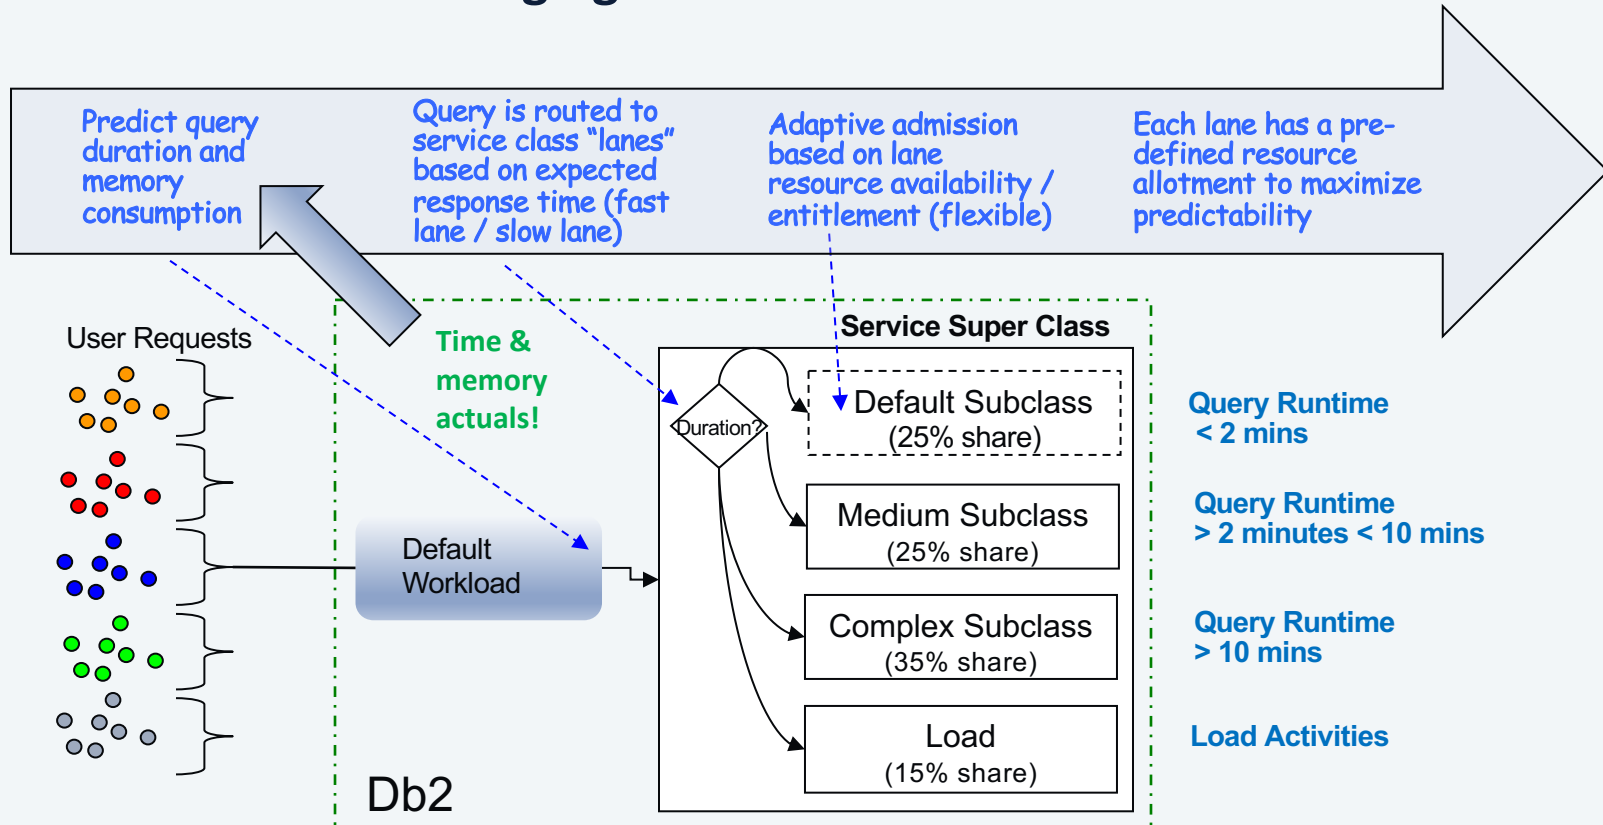 Predict query
duration and
memory
consumption
Query is routed to
service class “lanes”
based on expected
response time (fast
lane / slow lane)
Adaptive admission
based on lane
resource availability /
entitlement (flexible)
Each lane has a pre-
defined resource
allotment to maximize
predictability
User Requests
Time &
memory
actuals!
Service Super Class
Duration?
Default Subclass
(25% share)
Query Runtime
< 2 mins
Medium Subclass
(25% share)
Query Runtime
> 2 minutes < 10 mins
Default
Workload
Complex Subclass
(35% share)
Query Runtime
> 10 mins
Load
(15% share)
Load Activities
Db2